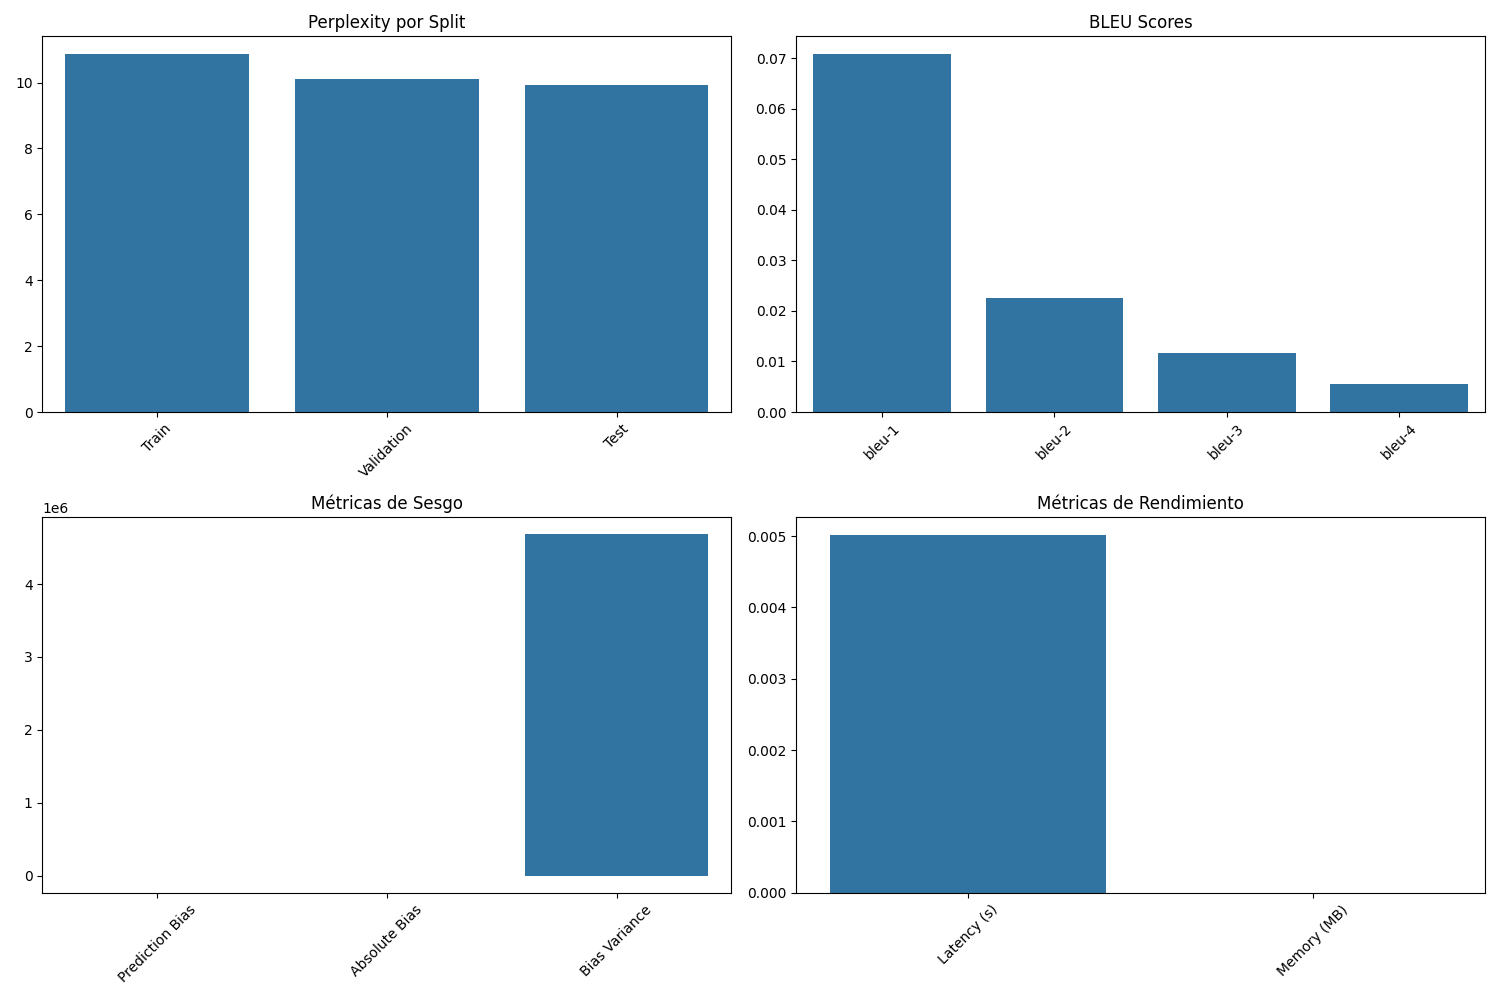 Perplexity por Split
10
8
6
4
2
0
Train
Validation
Test
BLEU Scores
0.07
0.06
0.05
0.04
0.03
0.02
0.01
0.00
bleu-1
bleu-2
bleu-3
bleu-4
Métricas de Sesgo
1e6
4
3
2
1
0
Prediction Bias
Absolute Bias
Bias Variance
Métricas de Rendimiento
0.005
0.004
0.003
0.002
0.001
0.000
Latency (s)
Memory (MB)